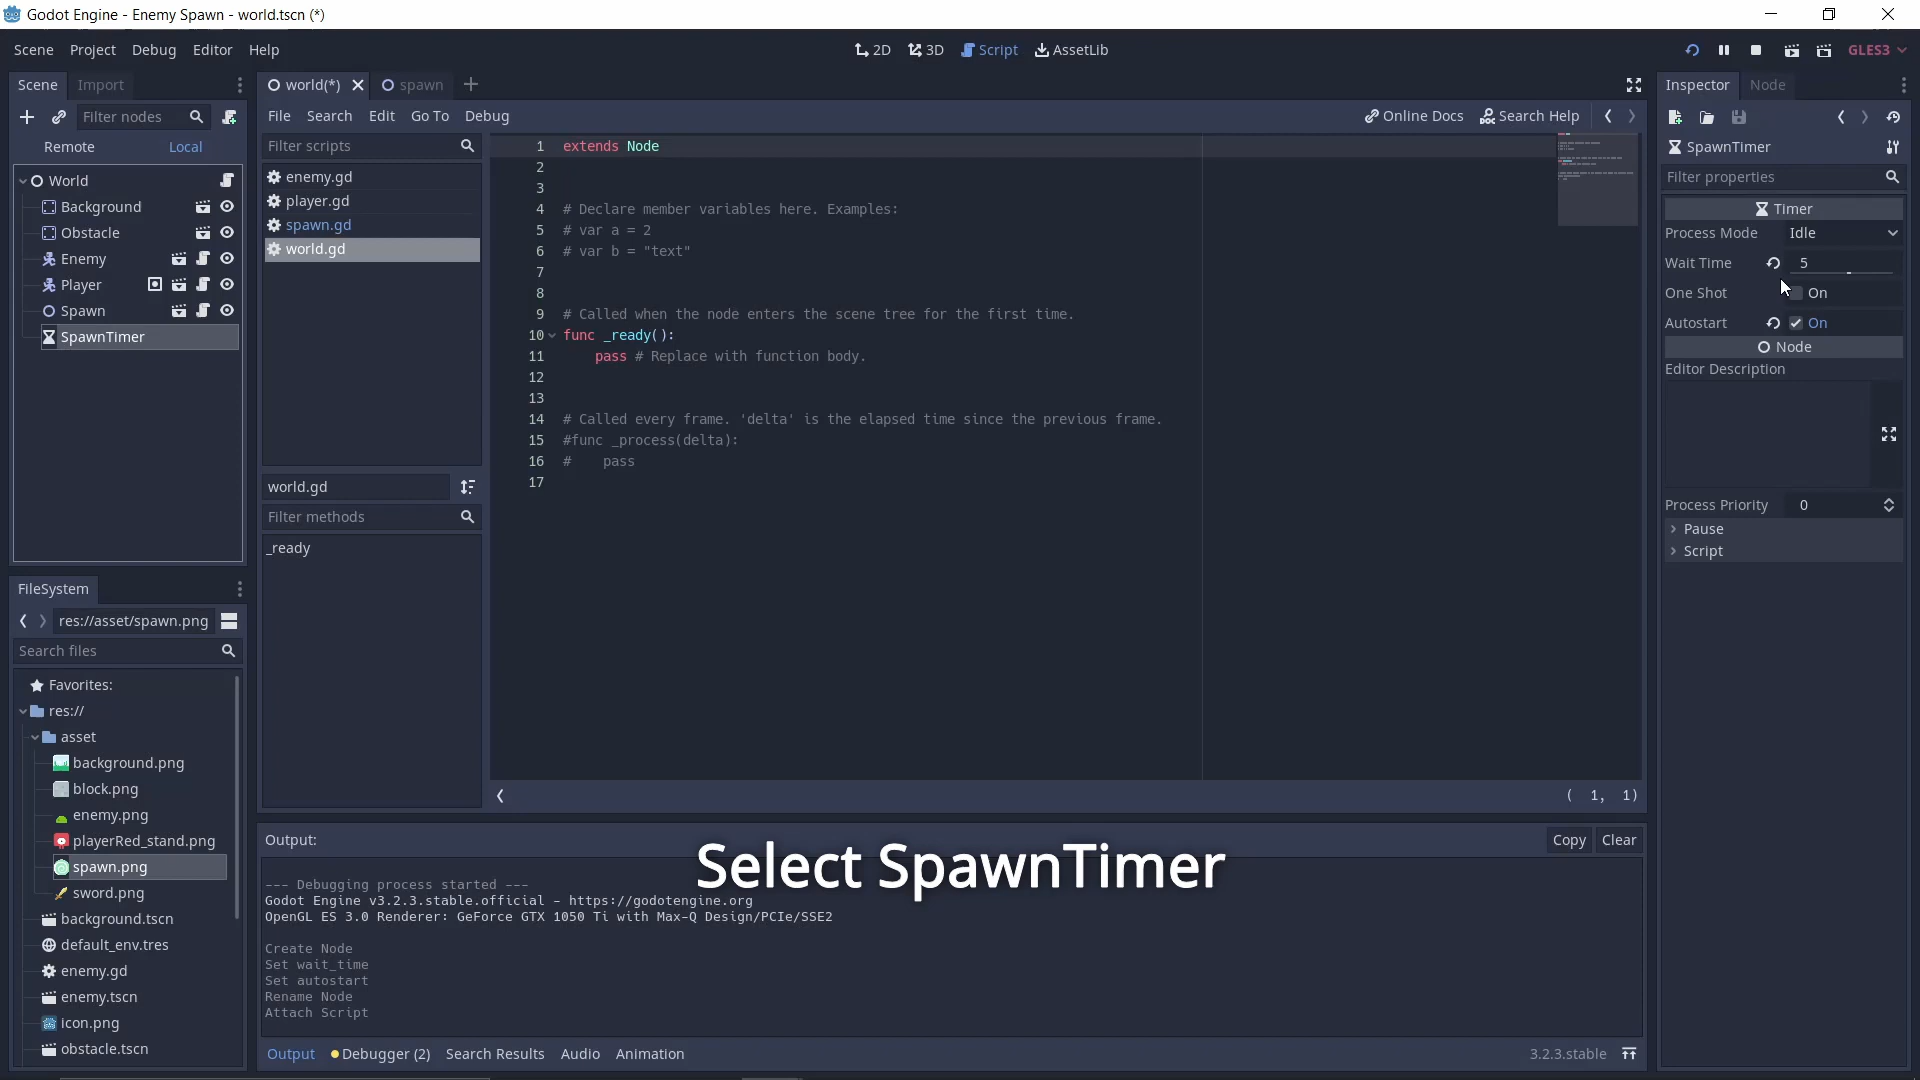 Godot Engine - Enemy Spawn - world.tscn (*)
Scene Project Debug Editor Help
2D 3D Script AssetLib
GLES3
Scene Import
Filter nodes
Remote Local
World
Background
Obstacle
Enemy
Player
Spawn
SpawnTimer
FileSystem
res://asset/spawn.png
Search files
Favorites:
res://
asset
background.png
block.png
enemy.png
playerRed_stand.png
spawn.png
sword.png
background.tscn
default_env.tres
enemy.gd
enemy.tscn
icon.png
obstacle.tscn
world(*) spawn
File Search Edit Go To Debug
Online Docs Search Help
Filter scripts
enemy.gd
player.gd
spawn.gd
world.gd
world.gd
Filter methods
_ready
1 extends Node
2
3
4 # Declare member variables here. Examples:
5 # var a = 2
6 # var b = "text"
7
8
9 # Called when the node enters the scene tree for the first time.
10 func _ready():
11 pass # Replace with function body.
12
13
14 # Called every frame. 'delta' is the elapsed time since the previous frame.
15 #func _process(delta):
16 # pass
17
( 1, 1)
Output:
Copy Clear
Select SpawnTimer
--- Debugging process started ---
Godot Engine v3.2.3.stable.official - https://godotengine.org
OpenGL ES 3.0 Renderer: GeForce GTX 1050 Ti with Max-Q Design/PCIe/SSE2
Create Node
Set wait_time
Set autostart
Rename Node
Attach Script
Output Debugger (2) Search Results Audio Animation
3.2.3.stable
Inspector Node
SpawnTimer
Filter properties
Timer
Process Mode Idle
Wait Time 5
One Shot On
Autostart On
Node
Editor Description
Process Priority 0
Pause
Script